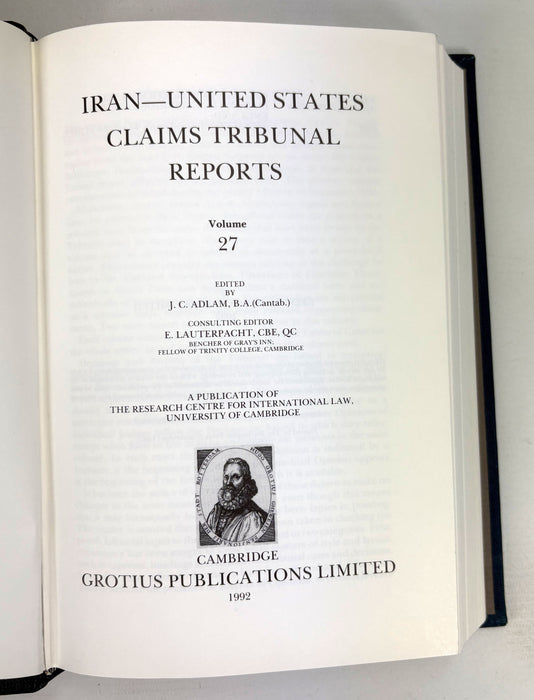 IRAN—UNITED STATES
CLAIMS TRIBUNAL
REPORTS
Volume
27
EDITED
BY
J. C. ADLAM, B.A.(Cantab.)
CONSULTING EDITOR
E. LAUTERPACHT, CBE, QC
BENCHER OF GRAY'S INN;
FELLOW OF TRINITY COLLEGE, CAMBRIDGE
A PUBLICATION OF
THE RESEARCH CENTRE FOR INTERNATIONAL LAW,
UNIVERSITY OF CAMBRIDGE
HUGO GROTIUS
CAMBRIDGE
GROTIUS PUBLICATIONS LIMITED
1992